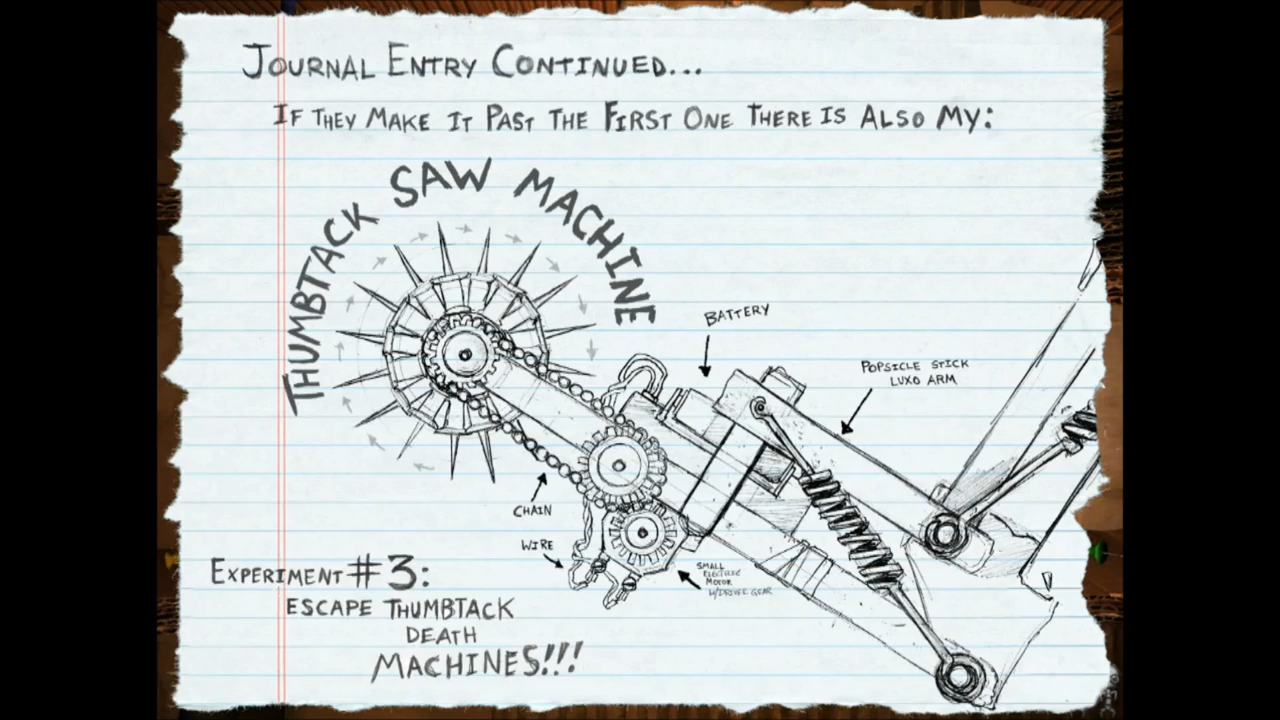 JOURNAL ENTRY CONTINUED...
IF THEY MAKE IT PAST THE FIRST ONE THERE IS ALSO MY:
THUMBTACK SAW MACHINE
BATTERY
POPSICLE STICK
LUXO ARM
CHAIN
WIRE
SMALL
ELECTRIC
MOTOR
W/DRIVER GEAR
EXPERIMENT #3:
ESCAPE THUMBTACK
DEATH
MACHINES!!!